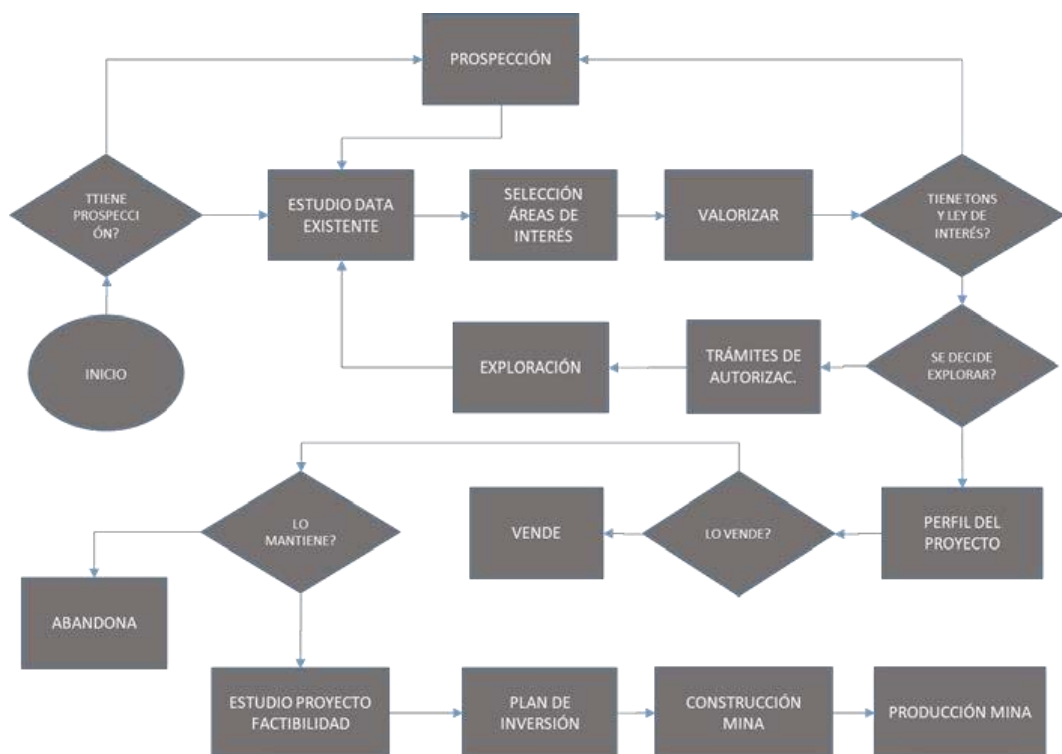 PROSPECCIÓN
TTIENE
PROSPECCI
ÓN?
ESTUDIO DATA
EXISTENTE
SELECCIÓN
ÁREAS DE
INTERÉS
VALORIZAR
TIENE TONS
Y LEY DE
INTERÉS?
INICIO
EXPLORACIÓN
TRÁMITES DE
AUTORIZAC.
SE DECIDE
EXPLORAR?
LO
MANTIENE?
VENDE
LO VENDE?
PERFIL DEL
PROYECTO
ABANDONA
ESTUDIO PROYECTO
FACTIBILIDAD
PLAN DE
INVERSIÓN
CONSTRUCCIÓN
MINA
PRODUCCIÓN MINA